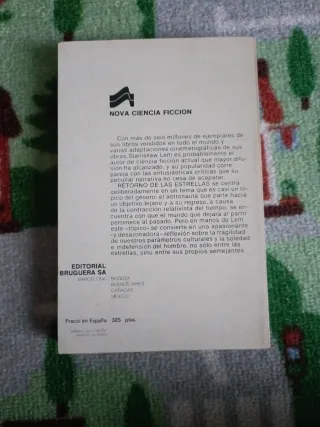 NOVA CIENCIA FICCION
Con más de seis millones de ejemplares de
sus libros vendidos en todo el mundo y
varias adaptaciones cinematográficas de sus
obras, Stanislaw Lem es probablemente el
autor de ciencia ficción actual que mayor difu-
sión ha alcanzado, y su popularidad corre
pareja con las entusiásticas críticas que su
peculiar narrativa no cesa de acaparar.
RETORNO DE LAS ESTRELLAS se centra
deliberadamente en un tema que es casi un tó-
pico del género: el astronauta que parte hacia
un objetivo lejano y a su regreso, a causa
de la contracción relativista del tiempo, se en-
cuentra con que el mundo que dejara al partir
pertenece al pasado. Pero en manos de Lem
este «tópico» se convierte en una apasionante
y desazonadora reflexión sobre la fragilidad
de nuestros parámetros culturales y la soledad
e indefensión del hombre, no sólo entre las
estrellas, sino entre sus propios semejantes.
EDITORIAL
BRUGUERA SA
BARCELONA
BOGOTA
BUENOS AIRES
CARACAS
MEXICO
Precio en España 325 ptas.